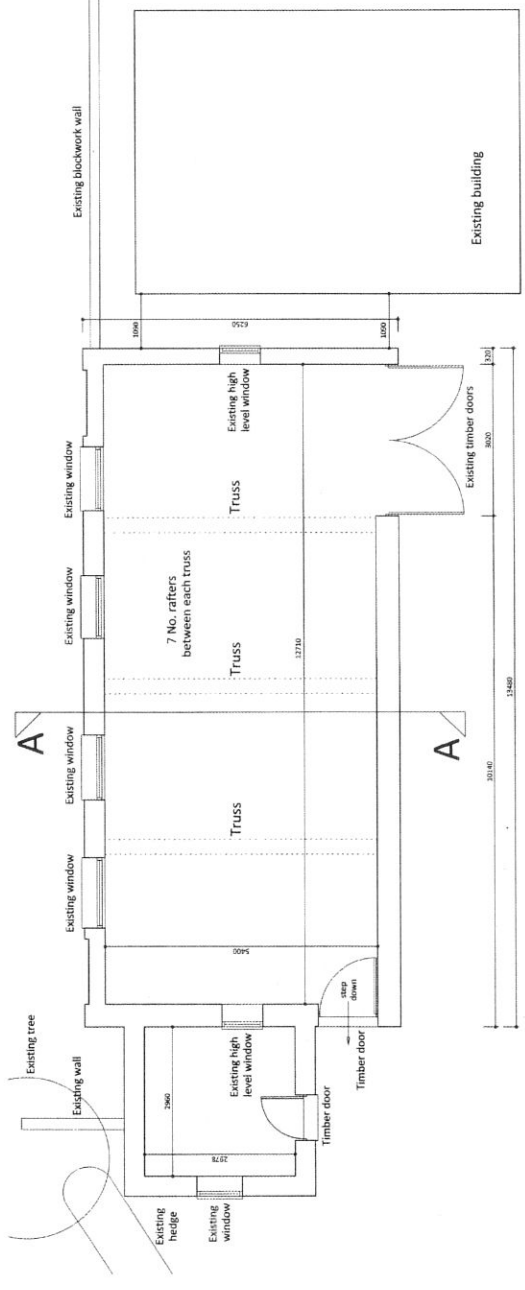 Existing blockwork wall
Existing building
1090
1090
6250
Existing high
level window
320
3020
Existing timber doors
Existing window
Existing window
Existing window
Existing window
Truss
7 No. rafters
between each truss
Truss
Truss
12710
A
A
10140
13480
5400
step
down
Timber door
Existing tree
Existing wall
Existing high
level window
2960
2978
Timber door
Existing
hedge
Existing
window